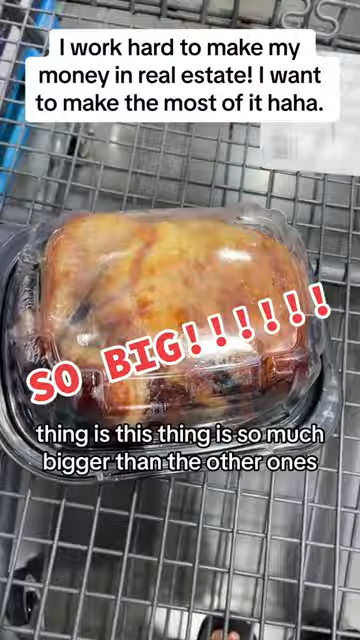 I work hard to make my
money in real estate! I want
to make the most of it haha.
SO BIG!!!!!!
thing is this thing is so much
bigger than the other ones